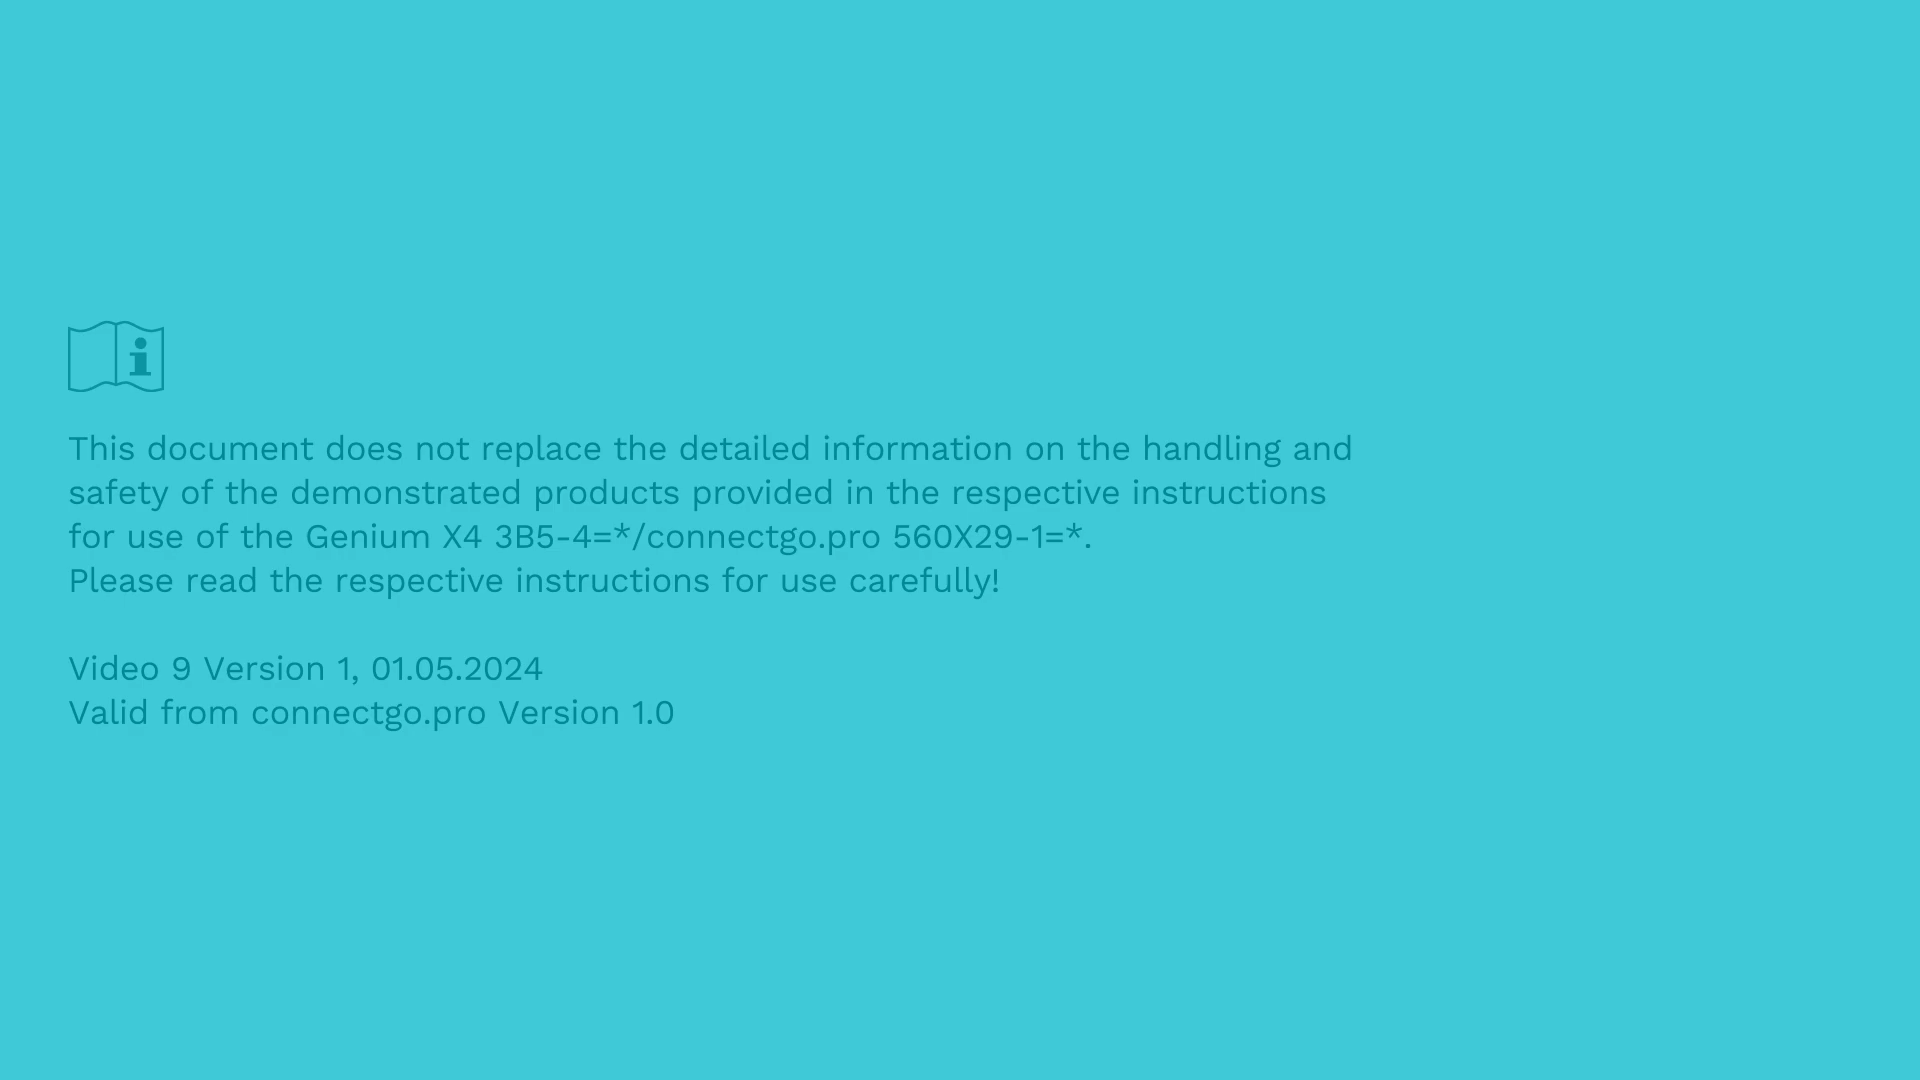 This document does not replace the detailed information on the handling and
safety of the demonstrated products provided in the respective instructions
for use of the Genium X4 3B5-4=*/connectgo.pro 560X29-1=*.
Please read the respective instructions for use carefully!
Video 9 Version 1, 01.05.2024
Valid from connectgo.pro Version 1.0